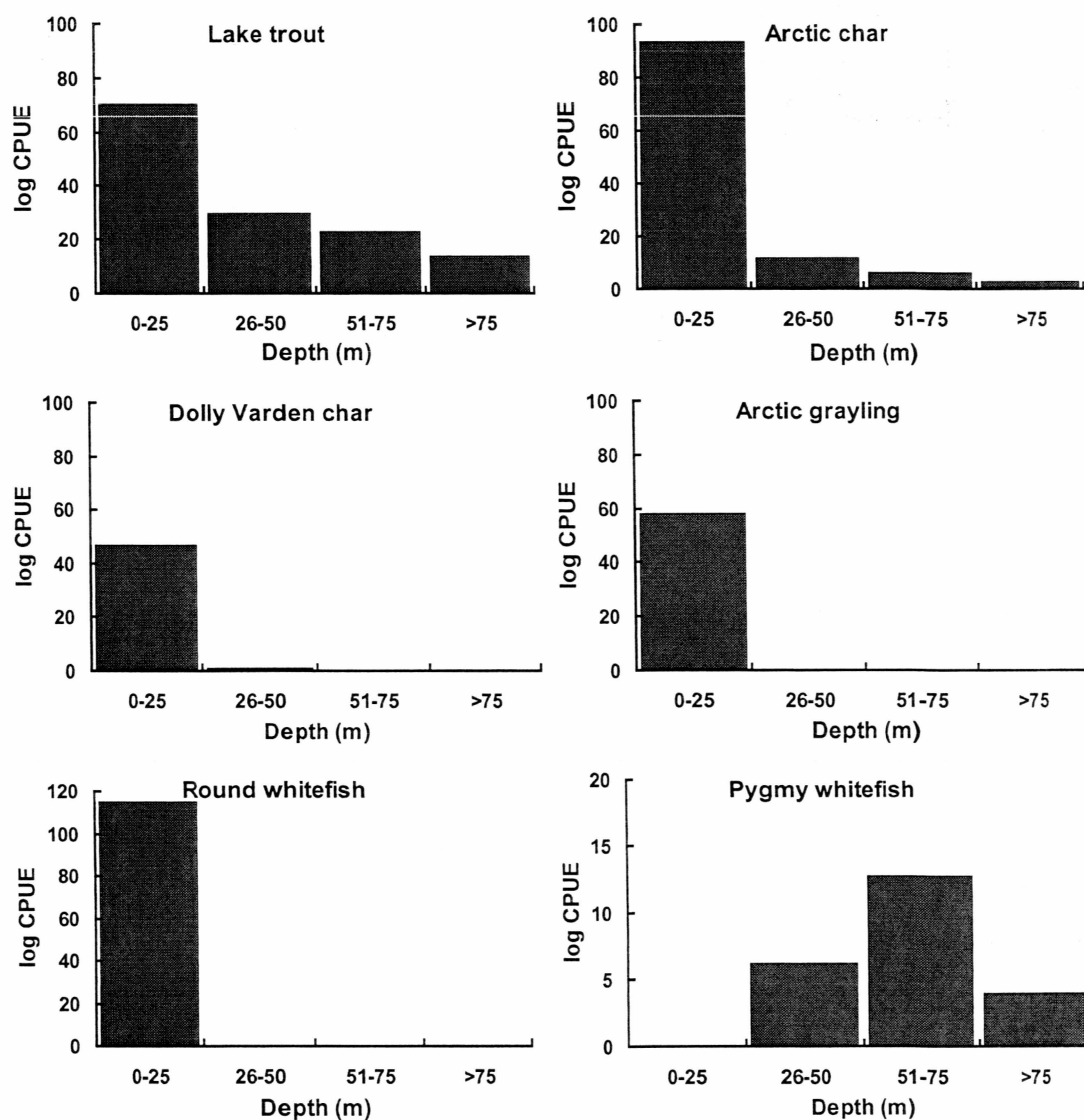 Lake trout
log CPUE
100
80
60
40
20
0
0-25 26-50 51-75 >75
Depth (m)
Arctic char
log CPUE
100
80
60
40
20
0
0-25 26-50 51-75 >75
Depth (m)
Dolly Varden char
log CPUE
100
80
60
40
20
0
0-25 26-50 51-75 >75
Depth (m)
Arctic grayling
log CPUE
100
80
60
40
20
0
0-25 26-50 51-75 >75
Depth (m)
Round whitefish
log CPUE
120
100
80
60
40
20
0
0-25 26-50 51-75 >75
Depth (m)
Pygmy whitefish
log CPUE
20
15
10
5
0
0-25 26-50 51-75 >75
Depth (m)